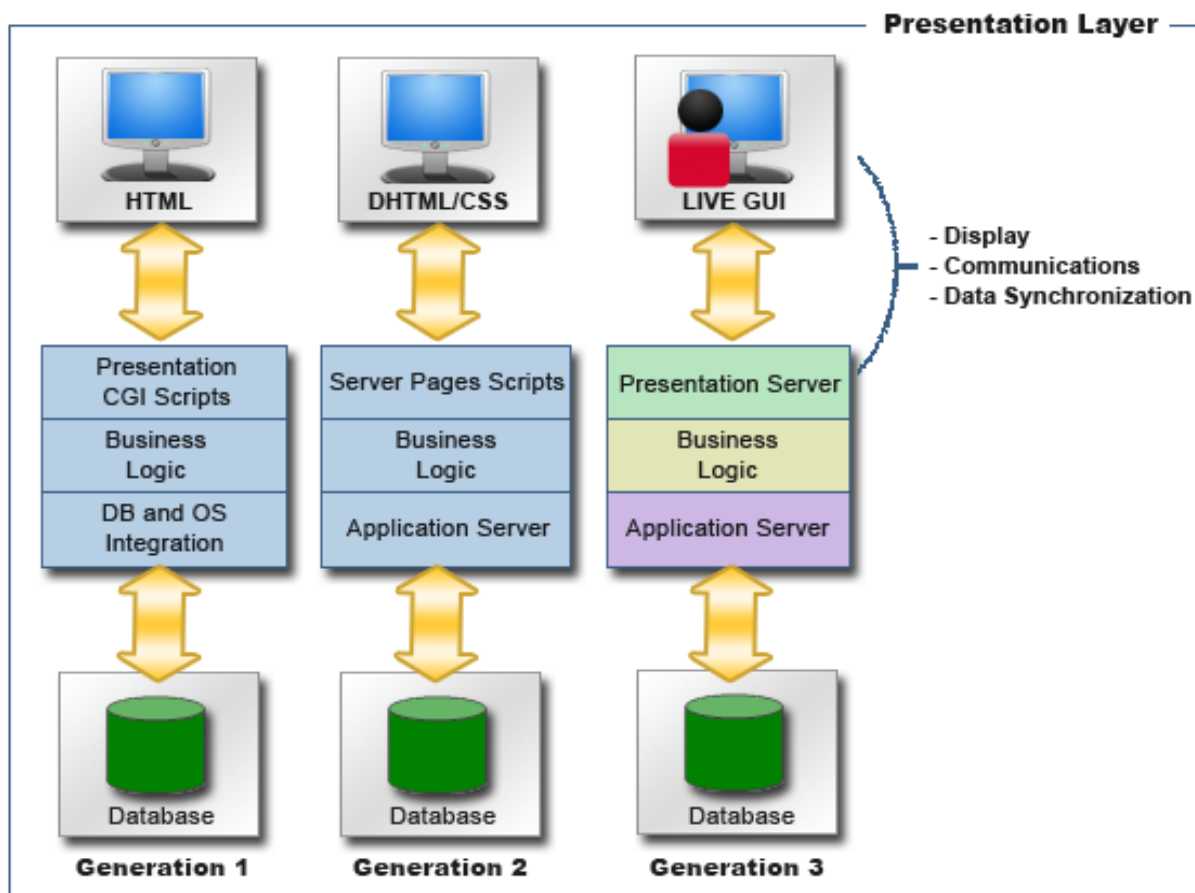 Presentation Layer
HTML
DHTML/CSS
LIVE GUI
- Display
- Communications
- Data Synchronization
Presentation
CGI Scripts
Business
Logic
DB and OS
Integration
Server Pages Scripts
Business
Logic
Application Server
Presentation Server
Business
Logic
Application Server
Database
Database
Database
Generation 1
Generation 2
Generation 3